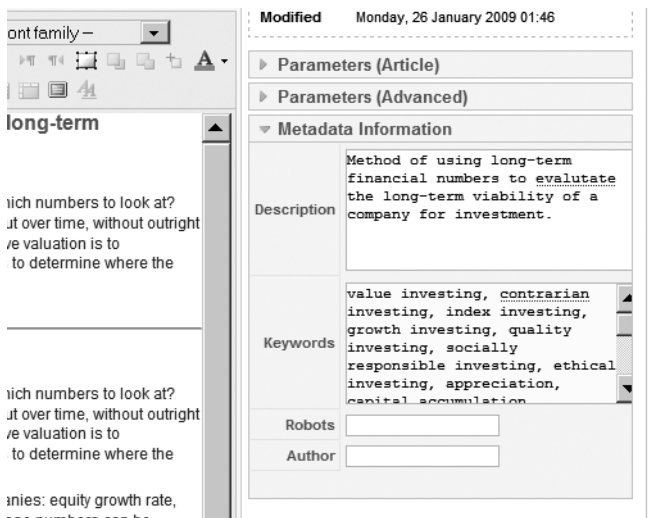 ont family –
long-term
nich numbers to look at?
ut over time, without outright
ve valuation is to
to determine where the
nich numbers to look at?
ut over time, without outright
ve valuation is to
to determine where the
anies: equity growth rate,
Modified Monday, 26 January 2009 01:46
Parameters (Article)
Parameters (Advanced)
Metadata Information
Description
Method of using long-term
financial numbers to evalutate
the long-term viability of a
company for investment.
Keywords
value investing, contrarian
investing, index investing,
growth investing, quality
investing, socially
responsible investing, ethical
investing, appreciation,
capital accumulation
Robots
Author